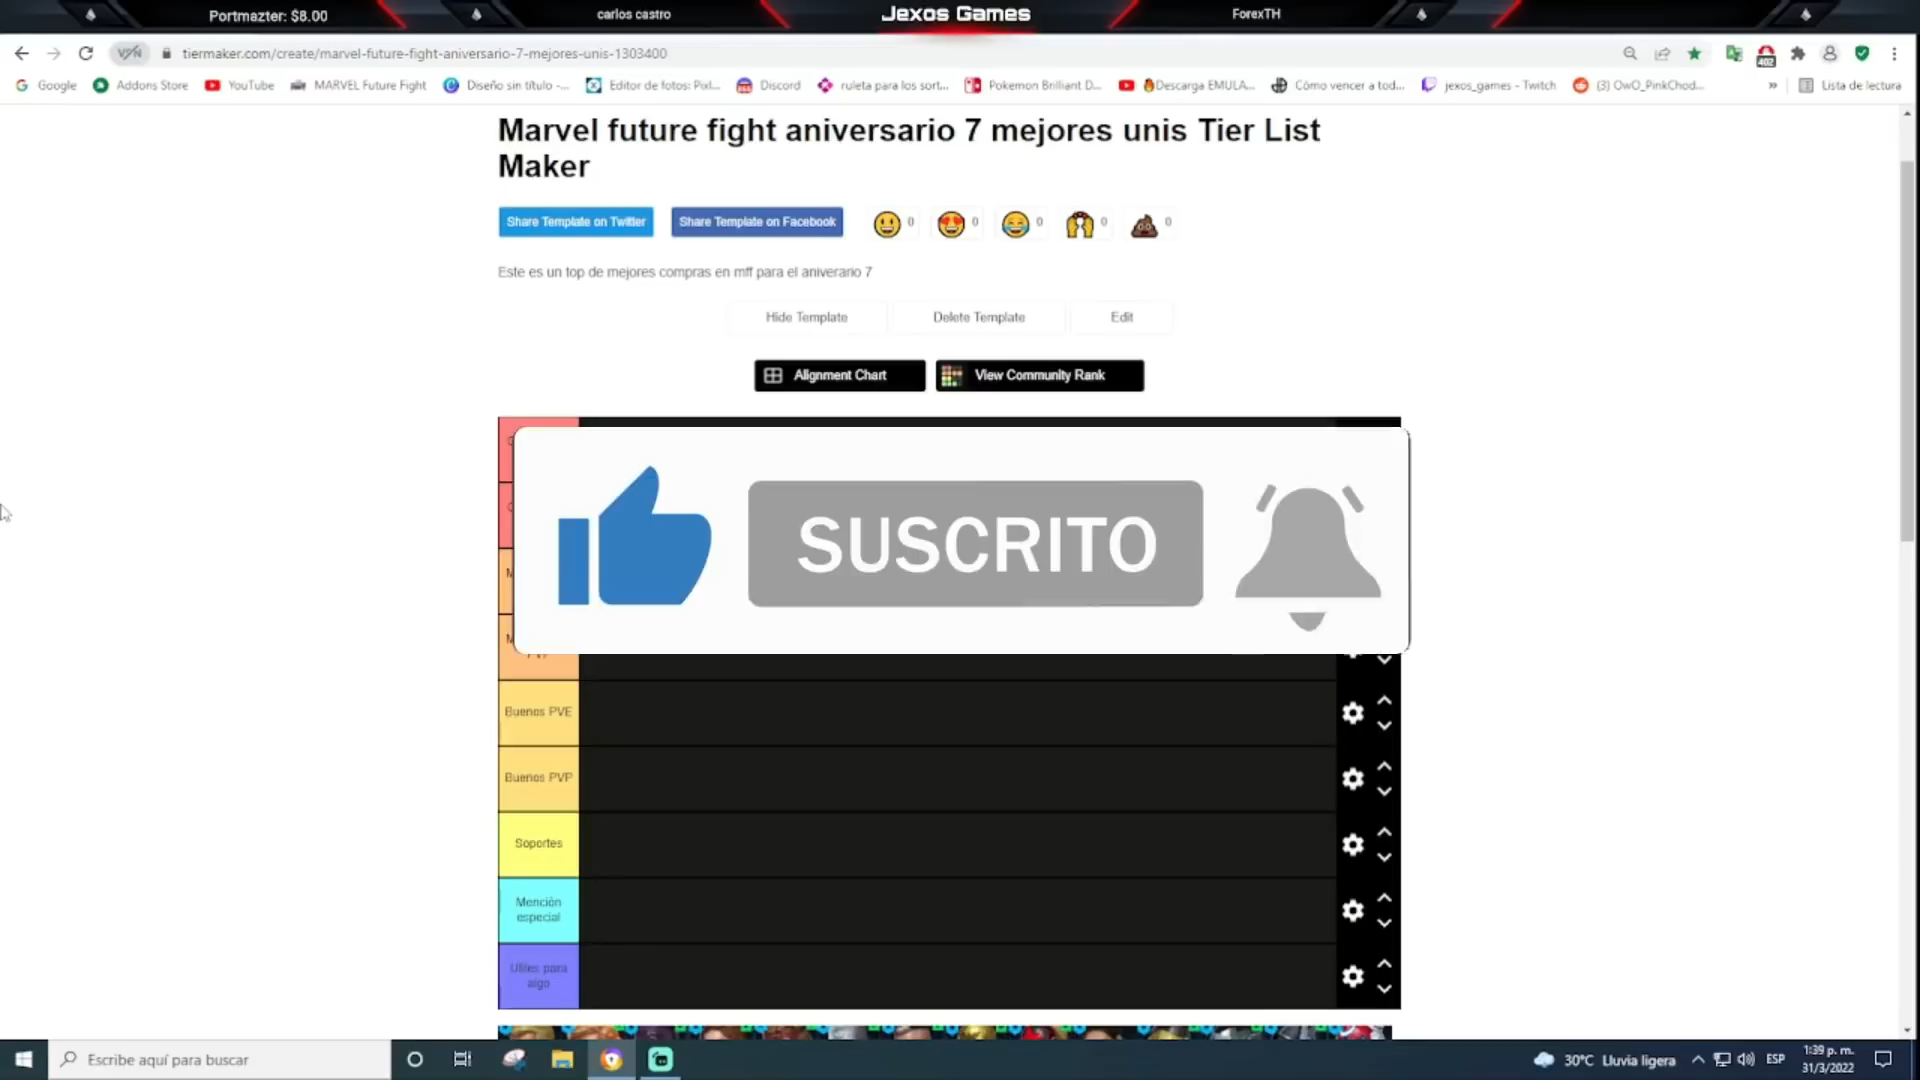 Portmazter: $8.00
carlos castro
Jexos Games
ForexTH
VPN
tiermaker.com/create/marvel-future-fight-aniversario-7-mejores-unis-1303400
402
Google
Addons Store
YouTube
MARVEL Future Fight
Diseño sin título -...
Editor de fotos: Pixl...
Discord
ruleta para los sort...
Pokemon Brilliant D...
Descarga EMULA...
Cómo vencer a tod...
jexos_games - Twitch
(3) OwO_PinkChod...
»
Lista de lectura
Marvel future fight aniversario 7 mejores unis Tier List
Maker
Share Template on Twitter
Share Template on Facebook
0
0
0
0
0
Este es un top de mejores compras en mff para el aniverario 7
Hide Template
Delete Template
Edit
Alignment Chart
View Community Rank
SUSCRITO
Buenos PVE
Buenos PVP
Soportes
Mención
especial
Utiles para
algo
Escribe aquí para buscar
30°C Lluvia ligera
ESP
1:39 p. m.
31/3/2022